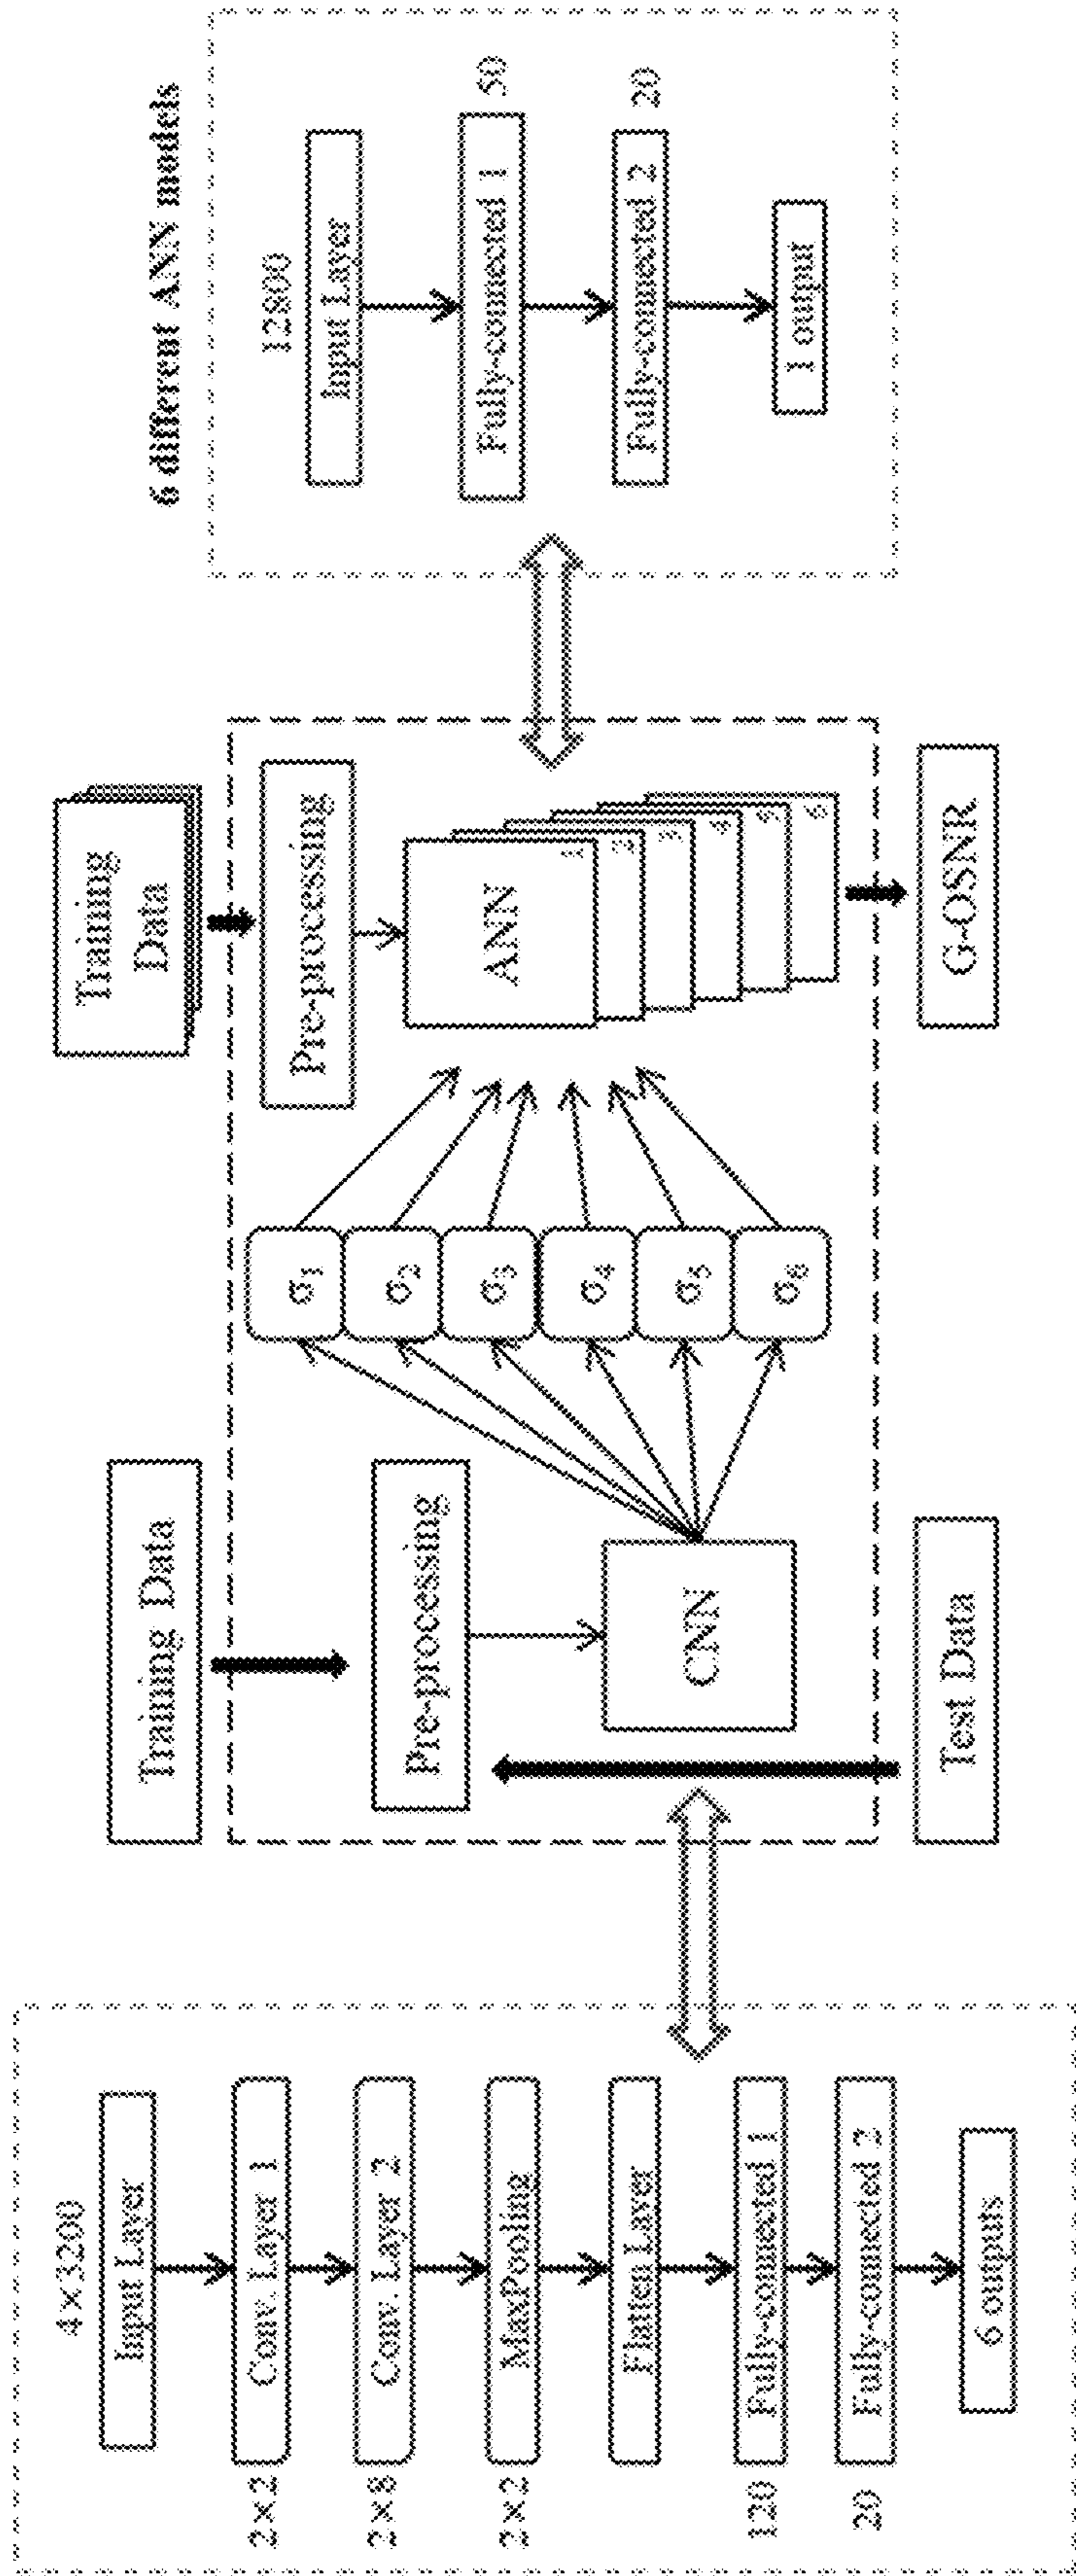 4×3200
Input Layer
Conv. Layer 1
2×2
Conv. Layer 2
2×8
MaxPooling
2×2
Flatten Layer
Fully-connected 1
120
Fully-connected 2
20
6 outputs
Training Data
Pre-processing
CNN
Test Data
σ1
σ2
σ3
σ4
σ5
σ6
Training
Data
Pre-processing
ANN
1
2
3
4
5
6
G-OSNR
6 different ANN models
12800
Input Layer
Fully-connected 1
50
Fully-connected 2
20
1 output